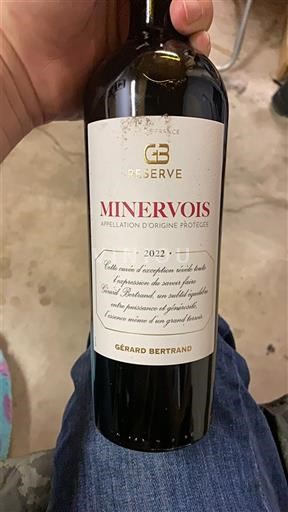 FRANCE
GB
RESERVE
MINERVOIS
APPELLATION D'ORIGINE PROTÉGÉE
2022
Cette cuvée d'exception révèle toute
l'expression du savoir faire
Gérard Bertrand, un subtil équilibre
entre puissance et générosité,
l'essence même d'un grand terroir.
GÉRARD BERTRAND